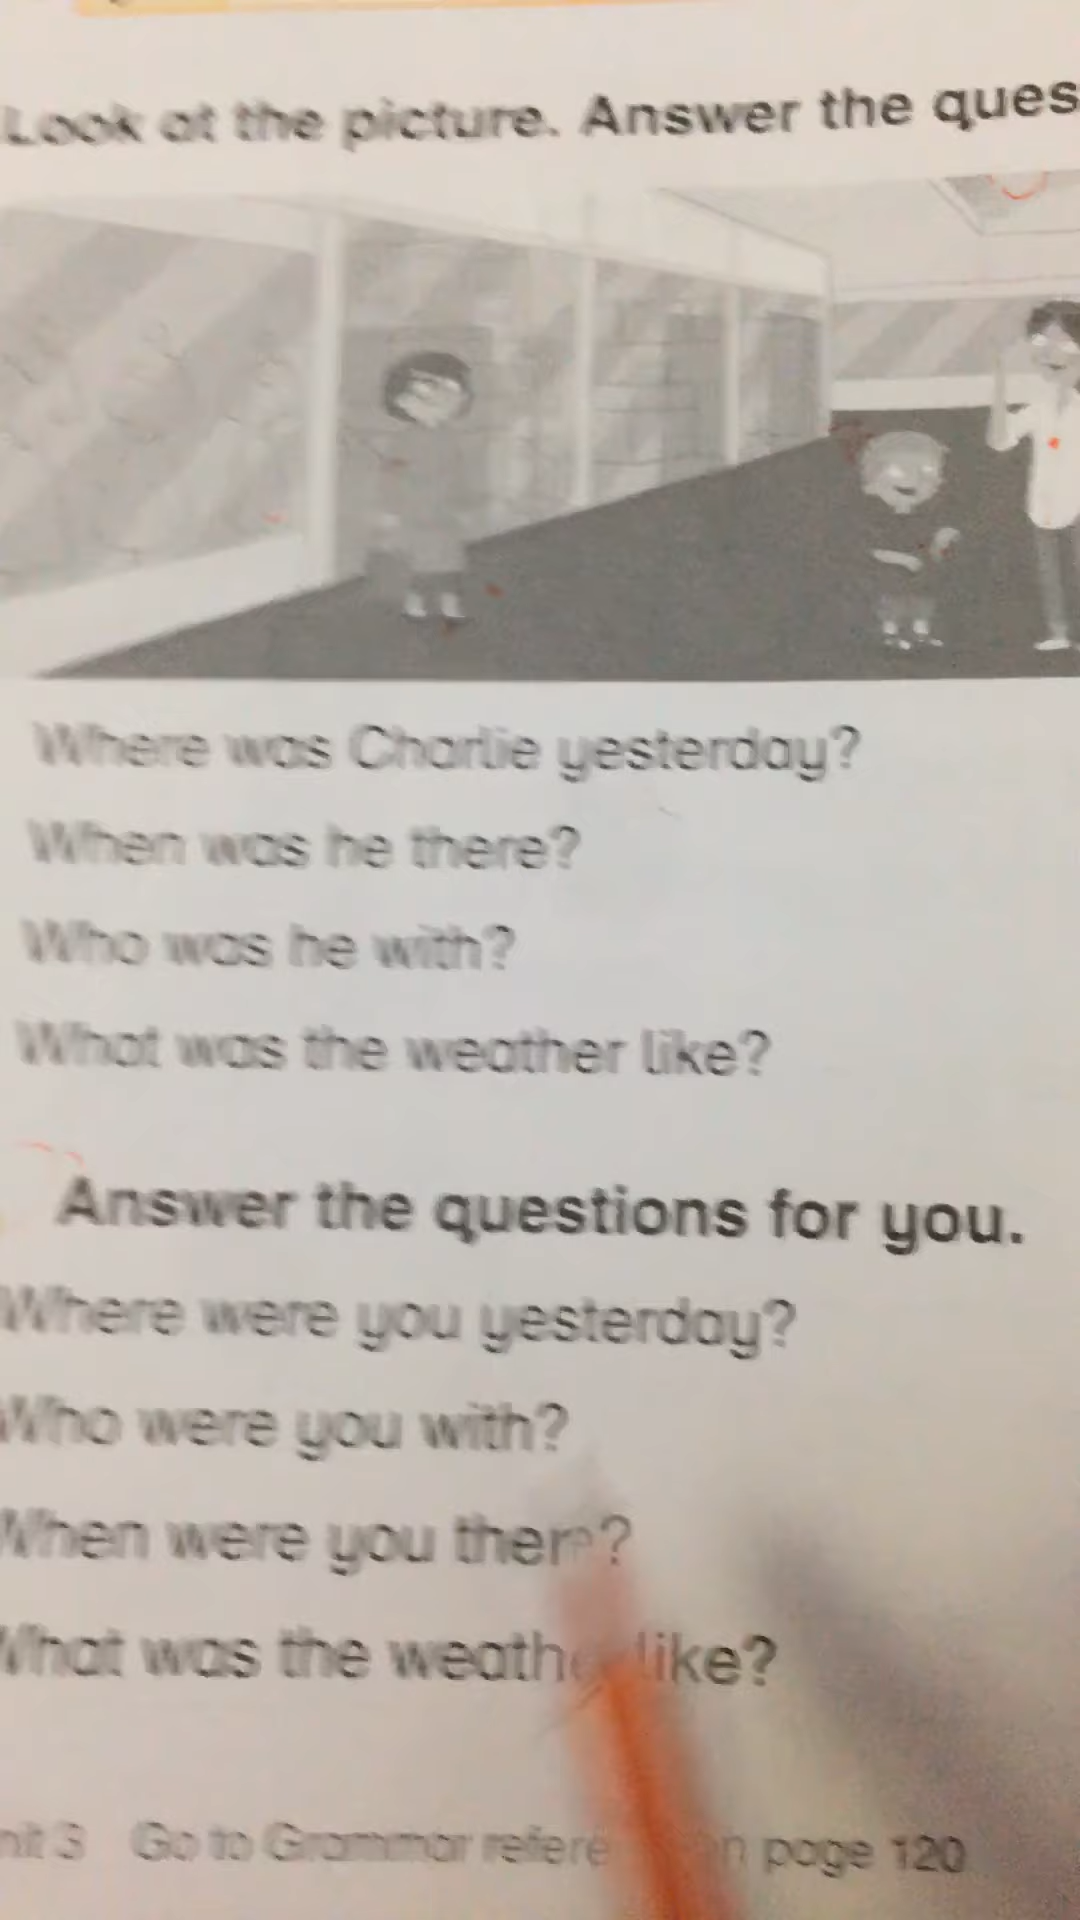 Look at the picture. Answer the ques
Where was Charlie yesterday?
When was he there?
Who was he with?
What was the weather like?
Answer the questions for you.
Where were you yesterday?
Who were you with?
When were you there?
What was the weather like?
nit 3 Go to Grammar refere n page 120